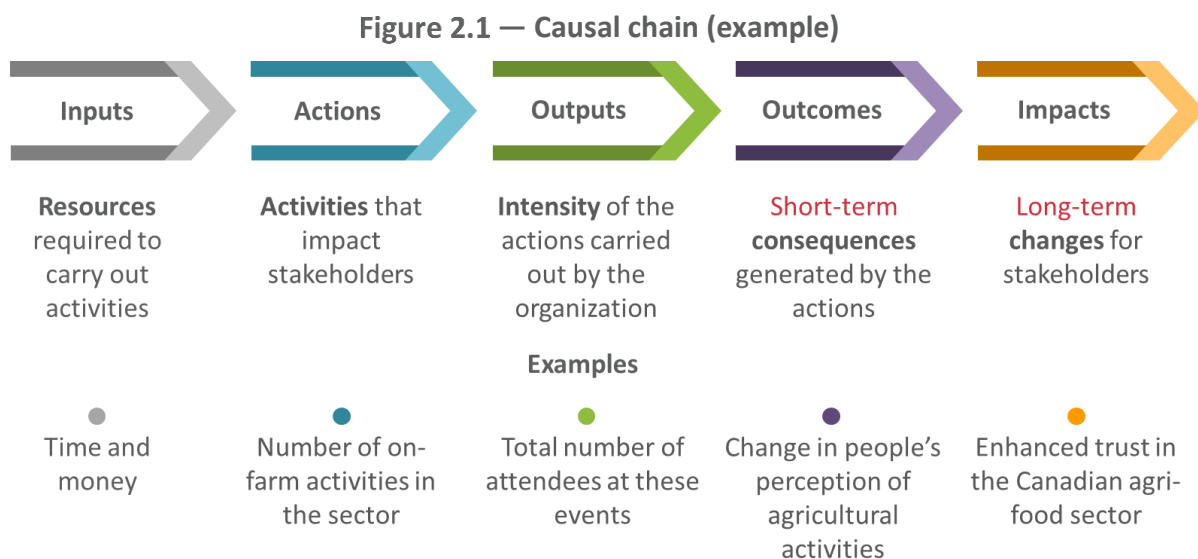 Figure 2.1 — Causal chain (example)
Inputs
Actions
Outputs
Outcomes
Impacts
Resources
required to
carry out
activities
Activities that
impact
stakeholders
Intensity of the
actions carried
out by the
organization
Short-term
consequences
generated by the
actions
Long-term
changes for
stakeholders
Examples
Time and
money
Number of on-
farm activities in
the sector
Total number of
attendees at these
events
Change in people’s
perception of
agricultural
activities
Enhanced trust in
the Canadian agri-
food sector